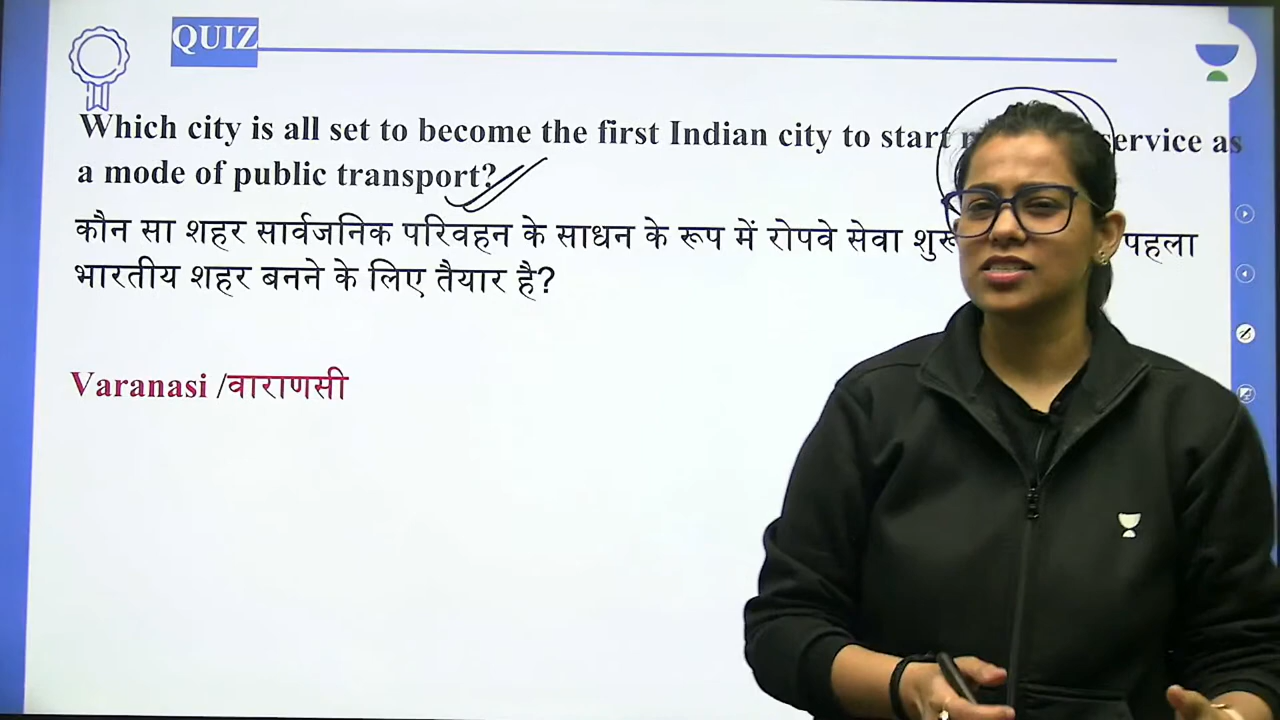 QUIZ
Which city is all set to become the first Indian city to start service as
a mode of public transport?
कौन सा शहर सार्वजनिक परिवहन के साधन के रूप में रोपवे सेवा पहला
भारतीय शहर बनने के लिए तैयार है?
Varanasi /वाराणसी